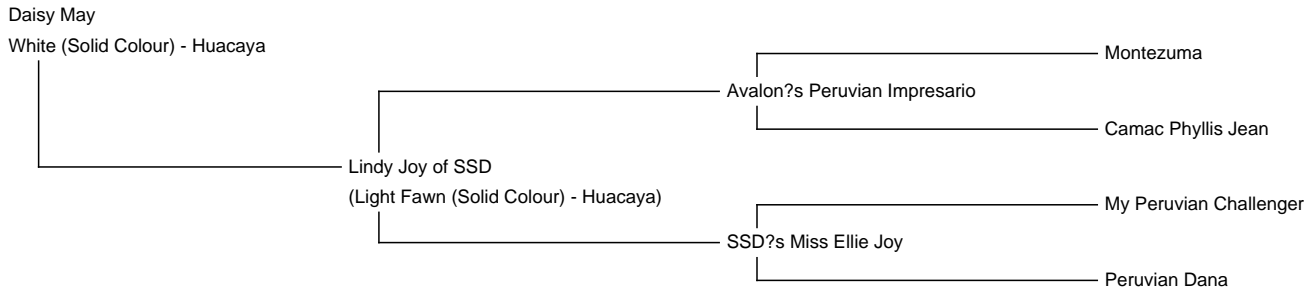 Daisy May
White (Solid Colour) - Huacaya
Montezuma
Avalon?s Peruvian Impresario
Camac Phyllis Jean
Lindy Joy of SSD
(Light Fawn (Solid Colour) - Huacaya)
My Peruvian Challenger
SSD?s Miss Ellie Joy
Peruvian Dana